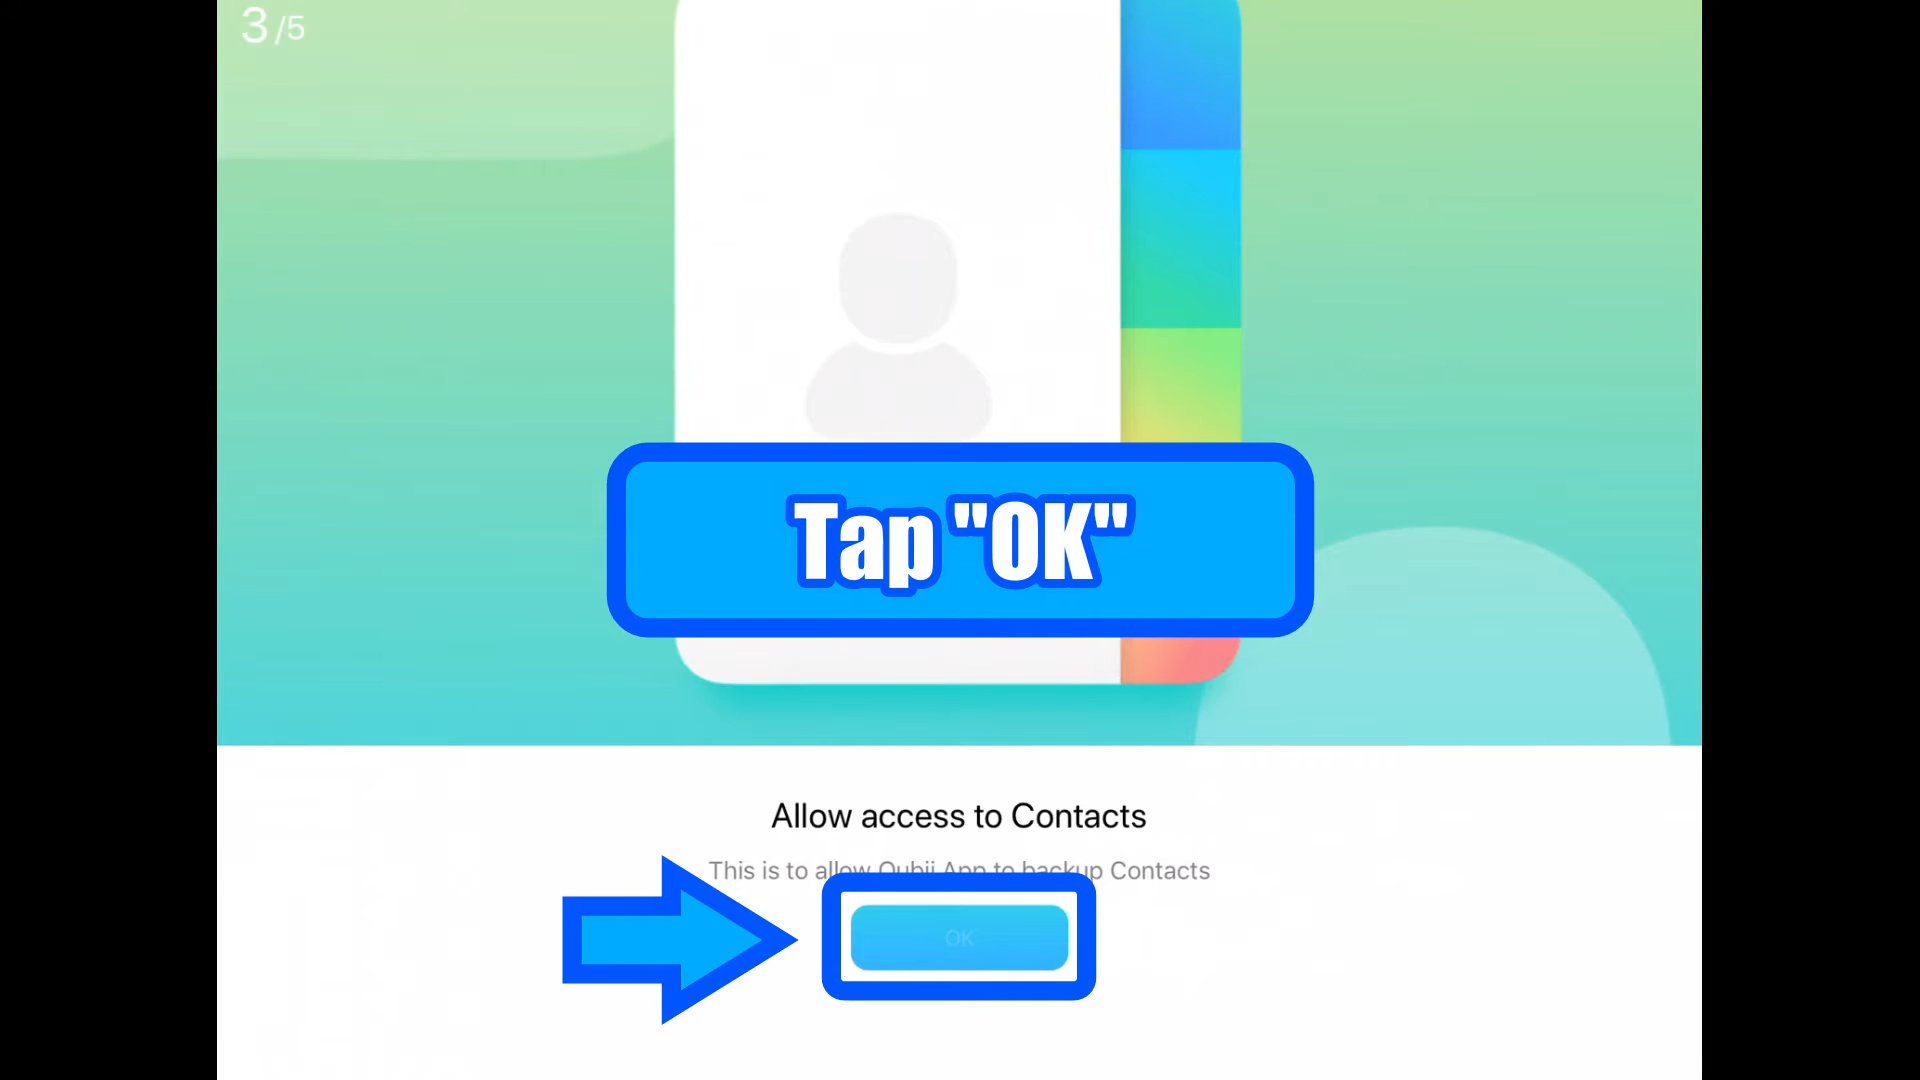 3/5
Tap "OK"
Allow access to Contacts
This is to allow Qubii App to backup Contacts
OK